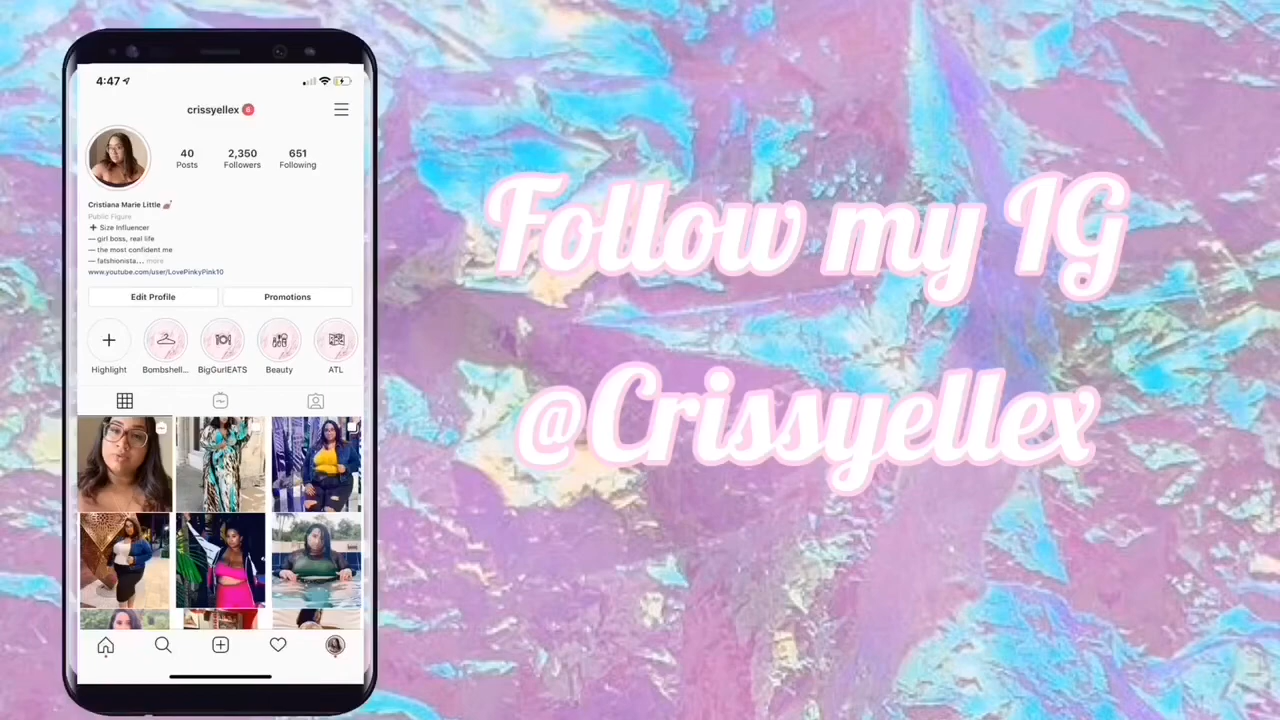 4:47
crissyellex
40
2,350
651
Posts
Followers
Following
Cristiana Marie Little
Public Figure
Size Influencer
— girl boss, real life
— the most confident me
— fatshionista... more
www.youtube.com/user/LovePinkyPink10
Edit Profile
Promotions
Highlight
Bombshell...
BigGurlEATS
Beauty
ATL
Follow my IG
@Crissyellex